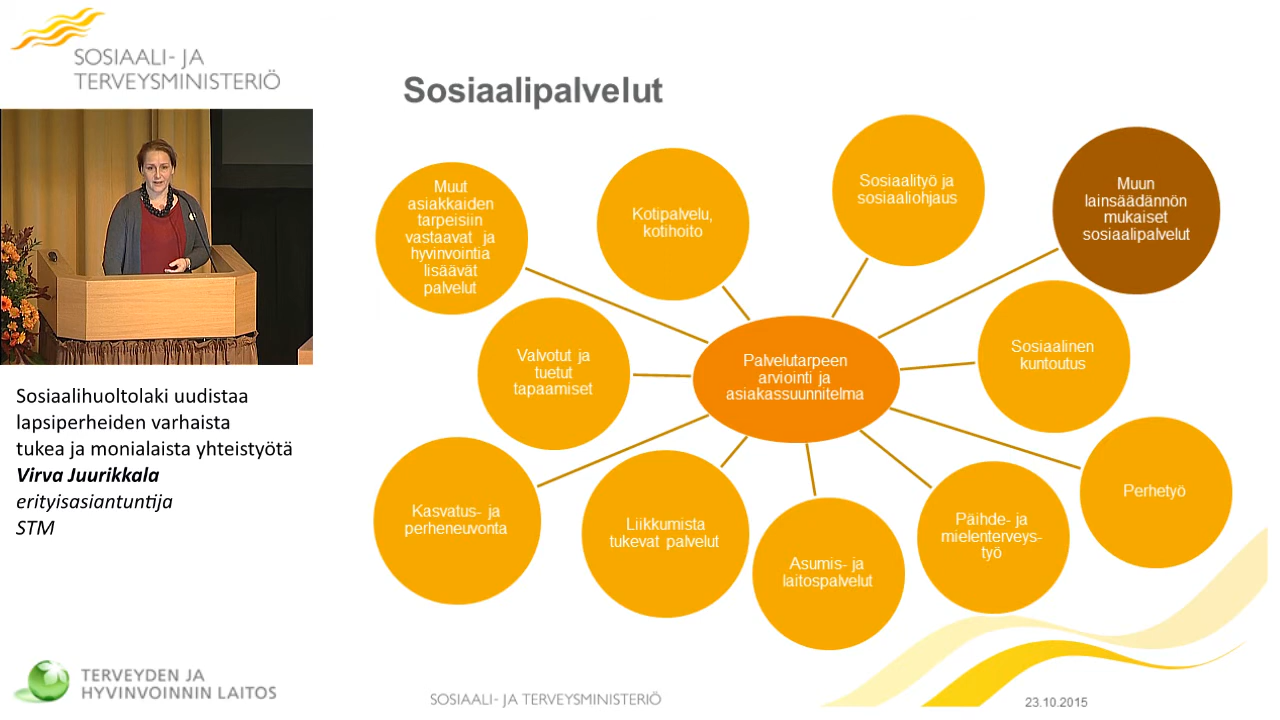 SOSIAALI- JA
TERVEYSMINISTERIÖ
Sosiaalipalvelut
Muut
asiakkaiden
tarpeisiin
vastaavat ja
hyvinvointia
lisäävät
palvelut
Kotipalvelu,
kotihoito
Sosiaalityö ja
sosiaaliohjaus
Muun
lainsäädännön
mukaiset
sosiaalipalvelut
Valvotut ja
tuetut
tapaamiset
Palvelutarpeen
arviointi ja
asiakassuunnitelma
Sosiaalinen
kuntoutus
Kasvatus- ja
perheneuvonta
Liikkumista
tukevat palvelut
Asumis- ja
laitospalvelut
Päihde- ja
mielenterveys-
työ
Perhetyö
Sosiaalihuoltolaki uudistaa
lapsiperheiden varhaista
tukea ja monialaista yhteistyötä
Virva Juurikkala
erityisasiantuntija
STM
TERVEYDEN JA
HYVINVOINNIN LAITOS
SOSIAALI- JA TERVEYSMINISTERIÖ
23.10.2015